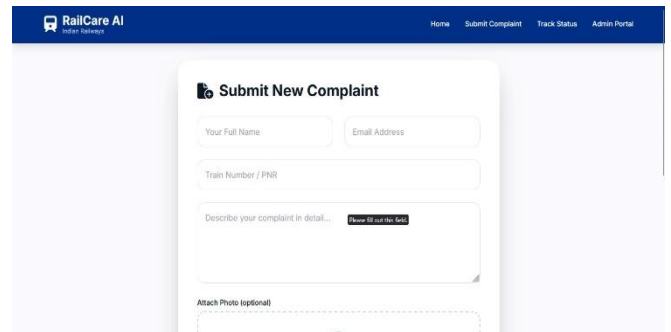 RailCare AI
Indian Railways
Home Submit Complaint Track Status Admin Portal
Submit New Complaint
Your Full Name Email Address
Train Number / PNR
Describe your complaint in detail... Please fill out this field.
Attach Photo (optional)